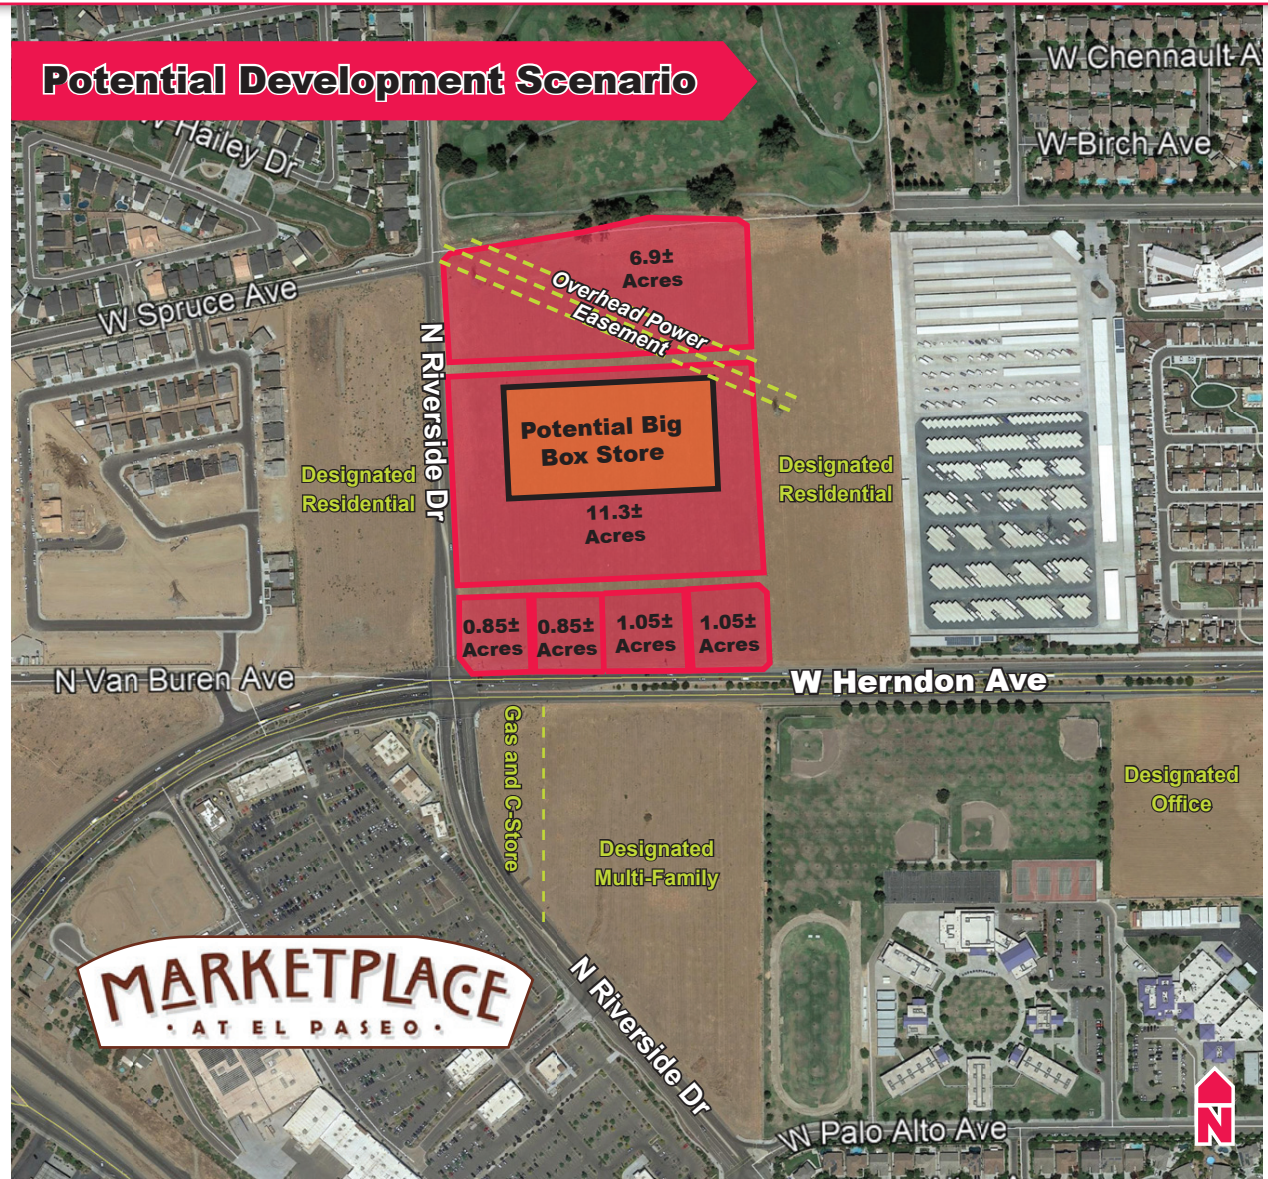 Potential Development Scenario
W Chennault A
W Birch Ave
W Hailey Dr
6.9±
Acres
Overhead Power
Easement
W Spruce Ave
N Riverside Dr
Potential Big
Box Store
Designated
Residential
Designated
Residential
11.3±
Acres
0.85±
Acres
0.85±
Acres
1.05±
Acres
1.05±
Acres
N Van Buren Ave
W Herndon Ave
Gas and C-Store
Designated
Office
Designated
Multi-Family
MARKETPLACE
· AT EL PASEO ·
N Riverside Dr
W Palo Alto Ave
N